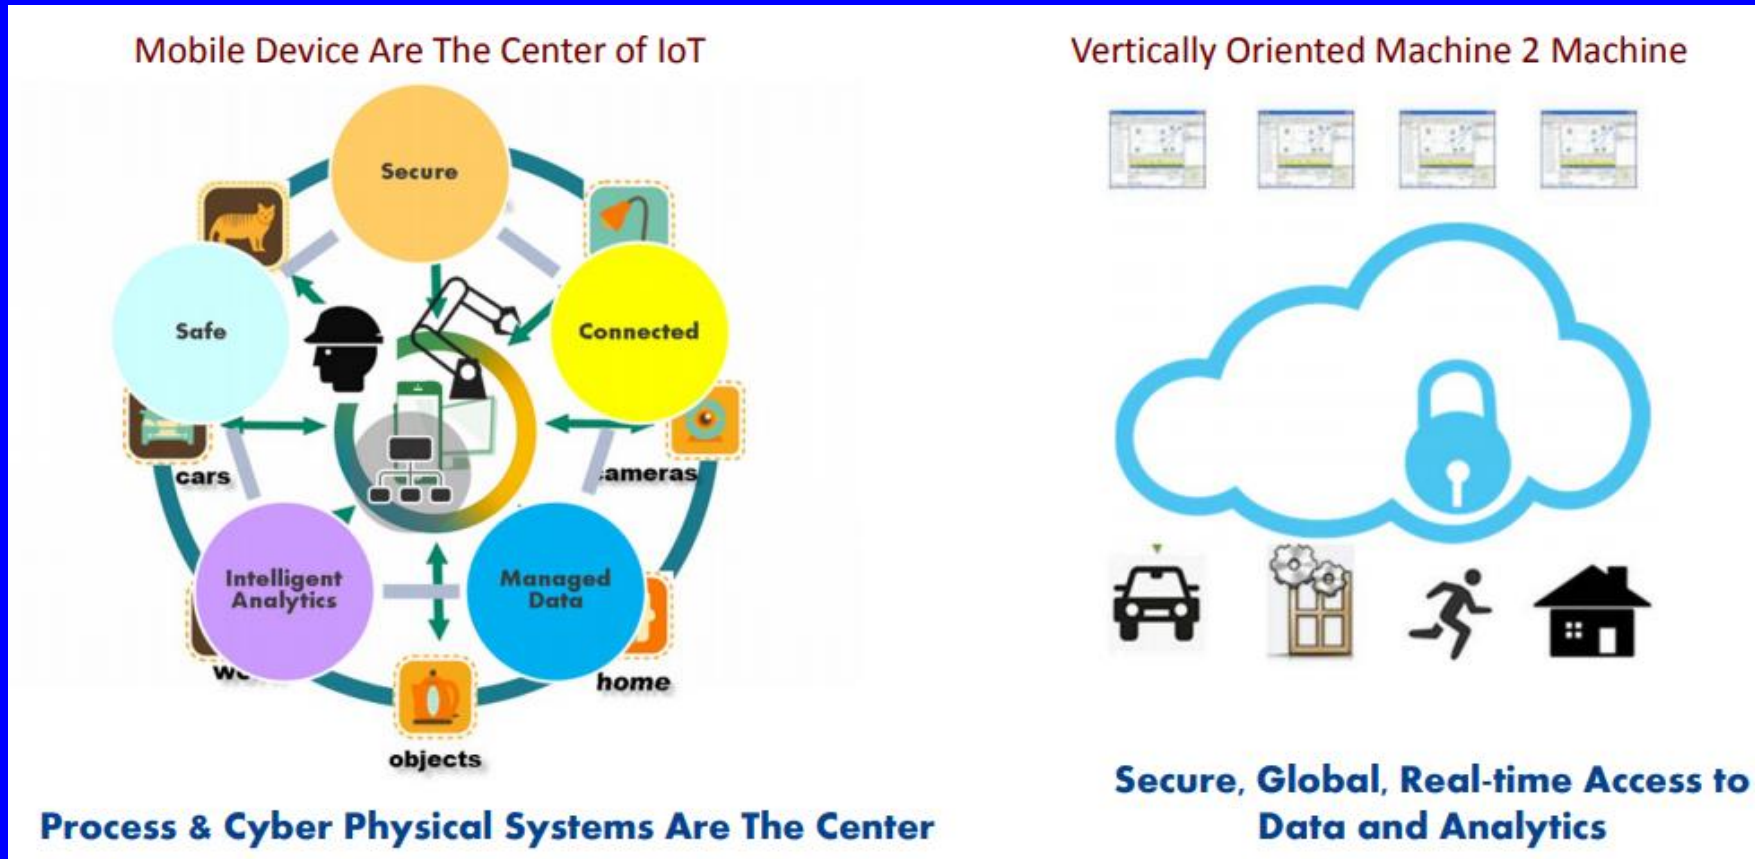 Mobile Device Are The Center of IoT
Secure
Safe
Connected
cars
ameras
Intelligent
Analytics
Managed
Data
home
objects
Process & Cyber Physical Systems Are The Center
Vertically Oriented Machine 2 Machine
Secure, Global, Real-time Access to
Data and Analytics